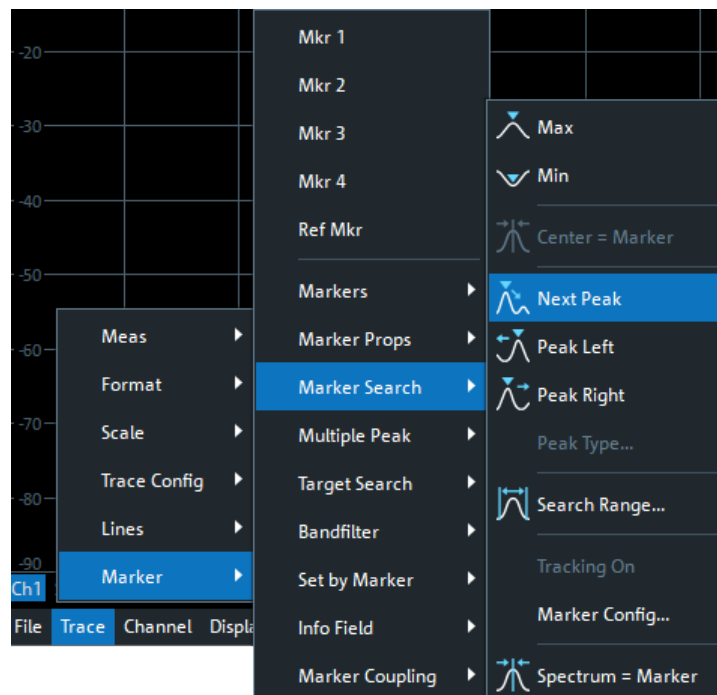 -20
-30
-40
-50
-60
-70
-80
-90
Ch1
File Trace Channel Displa
Meas
Format
Scale
Trace Config
Lines
Marker
Mkr 1
Mkr 2
Mkr 3
Mkr 4
Ref Mkr
Markers
Marker Props
Marker Search
Multiple Peak
Target Search
Bandfilter
Set by Marker
Info Field
Marker Coupling
Max
Min
Center = Marker
Next Peak
Peak Left
Peak Right
Peak Type...
Search Range...
Tracking On
Marker Config...
Spectrum = Marker